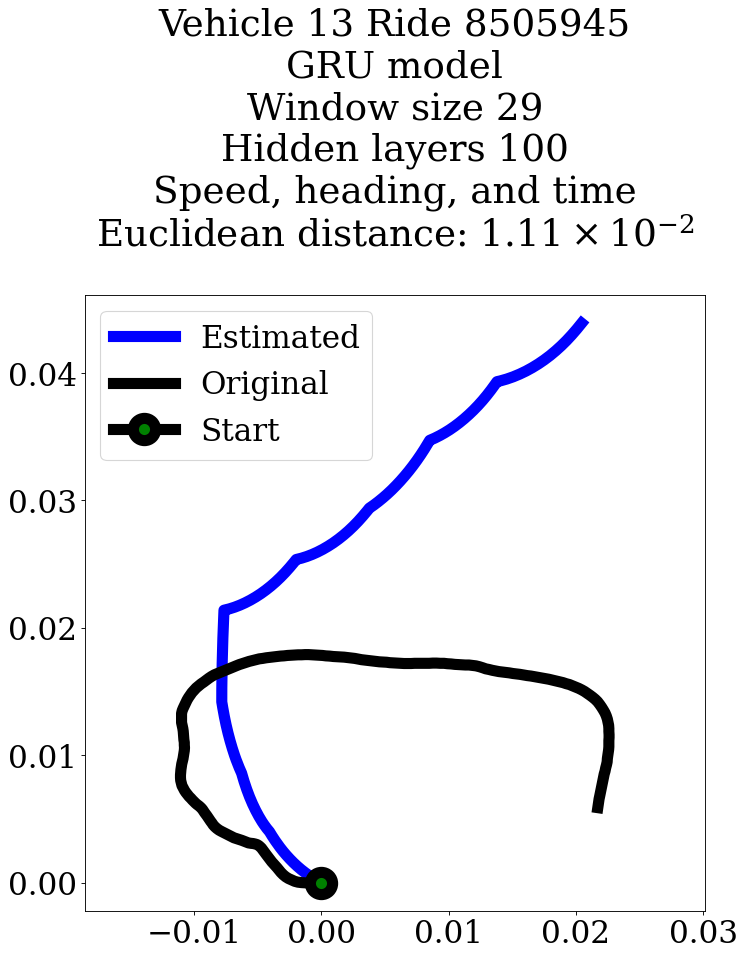 Vehicle 13 Ride 8505945
GRU model
Window size 29
Hidden layers 100
Speed, heading, and time
Euclidean distance: 1.11 × 10⁻²
Estimated
Original
Start
0.04
0.03
0.02
0.01
0.00
−0.01 0.00 0.01 0.02 0.03